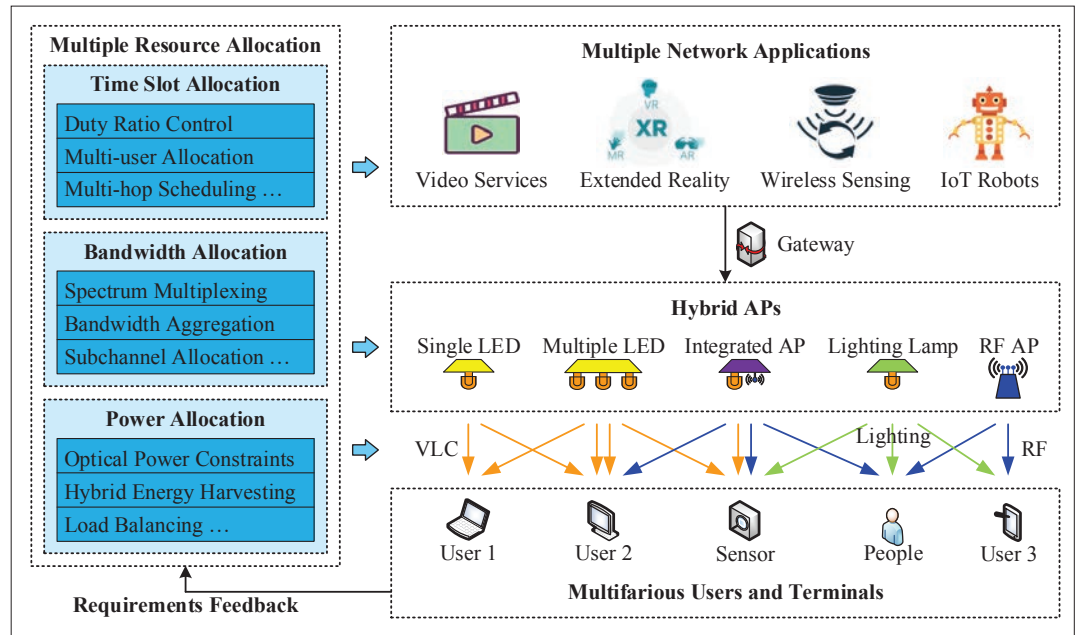 Multiple Resource Allocation
Time Slot Allocation
Duty Ratio Control
Multi-user Allocation
Multi-hop Scheduling …
Bandwidth Allocation
Spectrum Multiplexing
Bandwidth Aggregation
Subchannel Allocation …
Power Allocation
Optical Power Constraints
Hybrid Energy Harvesting
Load Balancing …
Requirements Feedback
Multiple Network Applications
VR
XR
MR
AR
Video Services
Extended Reality
Wireless Sensing
IoT Robots
Gateway
Hybrid APs
Single LED
Multiple LED
Integrated AP
Lighting Lamp
RF AP
VLC
Lighting
RF
User 1
User 2
Sensor
People
User 3
Multifarious Users and Terminals